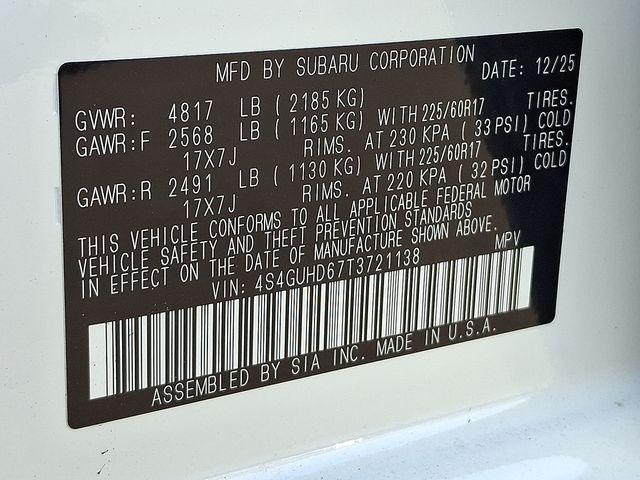 MFD BY SUBARU CORPORATION DATE: 12/25
GVWR: 4817 LB (2185 KG)
GAWR:F 2568 LB (1165 KG) WITH 225/60R17 TIRES.
17X7J RIMS. AT 230 KPA (33 PSI) COLD
GAWR:R 2491 LB (1130 KG) WITH 225/60R17 TIRES.
17X7J RIMS. AT 220 KPA (32 PSI) COLD
THIS VEHICLE CONFORMS TO ALL APPLICABLE FEDERAL MOTOR
VEHICLE SAFETY AND THEFT PREVENTION STANDARDS
IN EFFECT ON THE DATE OF MANUFACTURE SHOWN ABOVE.
VIN: 4S4GUHD67T3721138 MPV
ASSEMBLED BY SIA INC. MADE IN U.S.A.